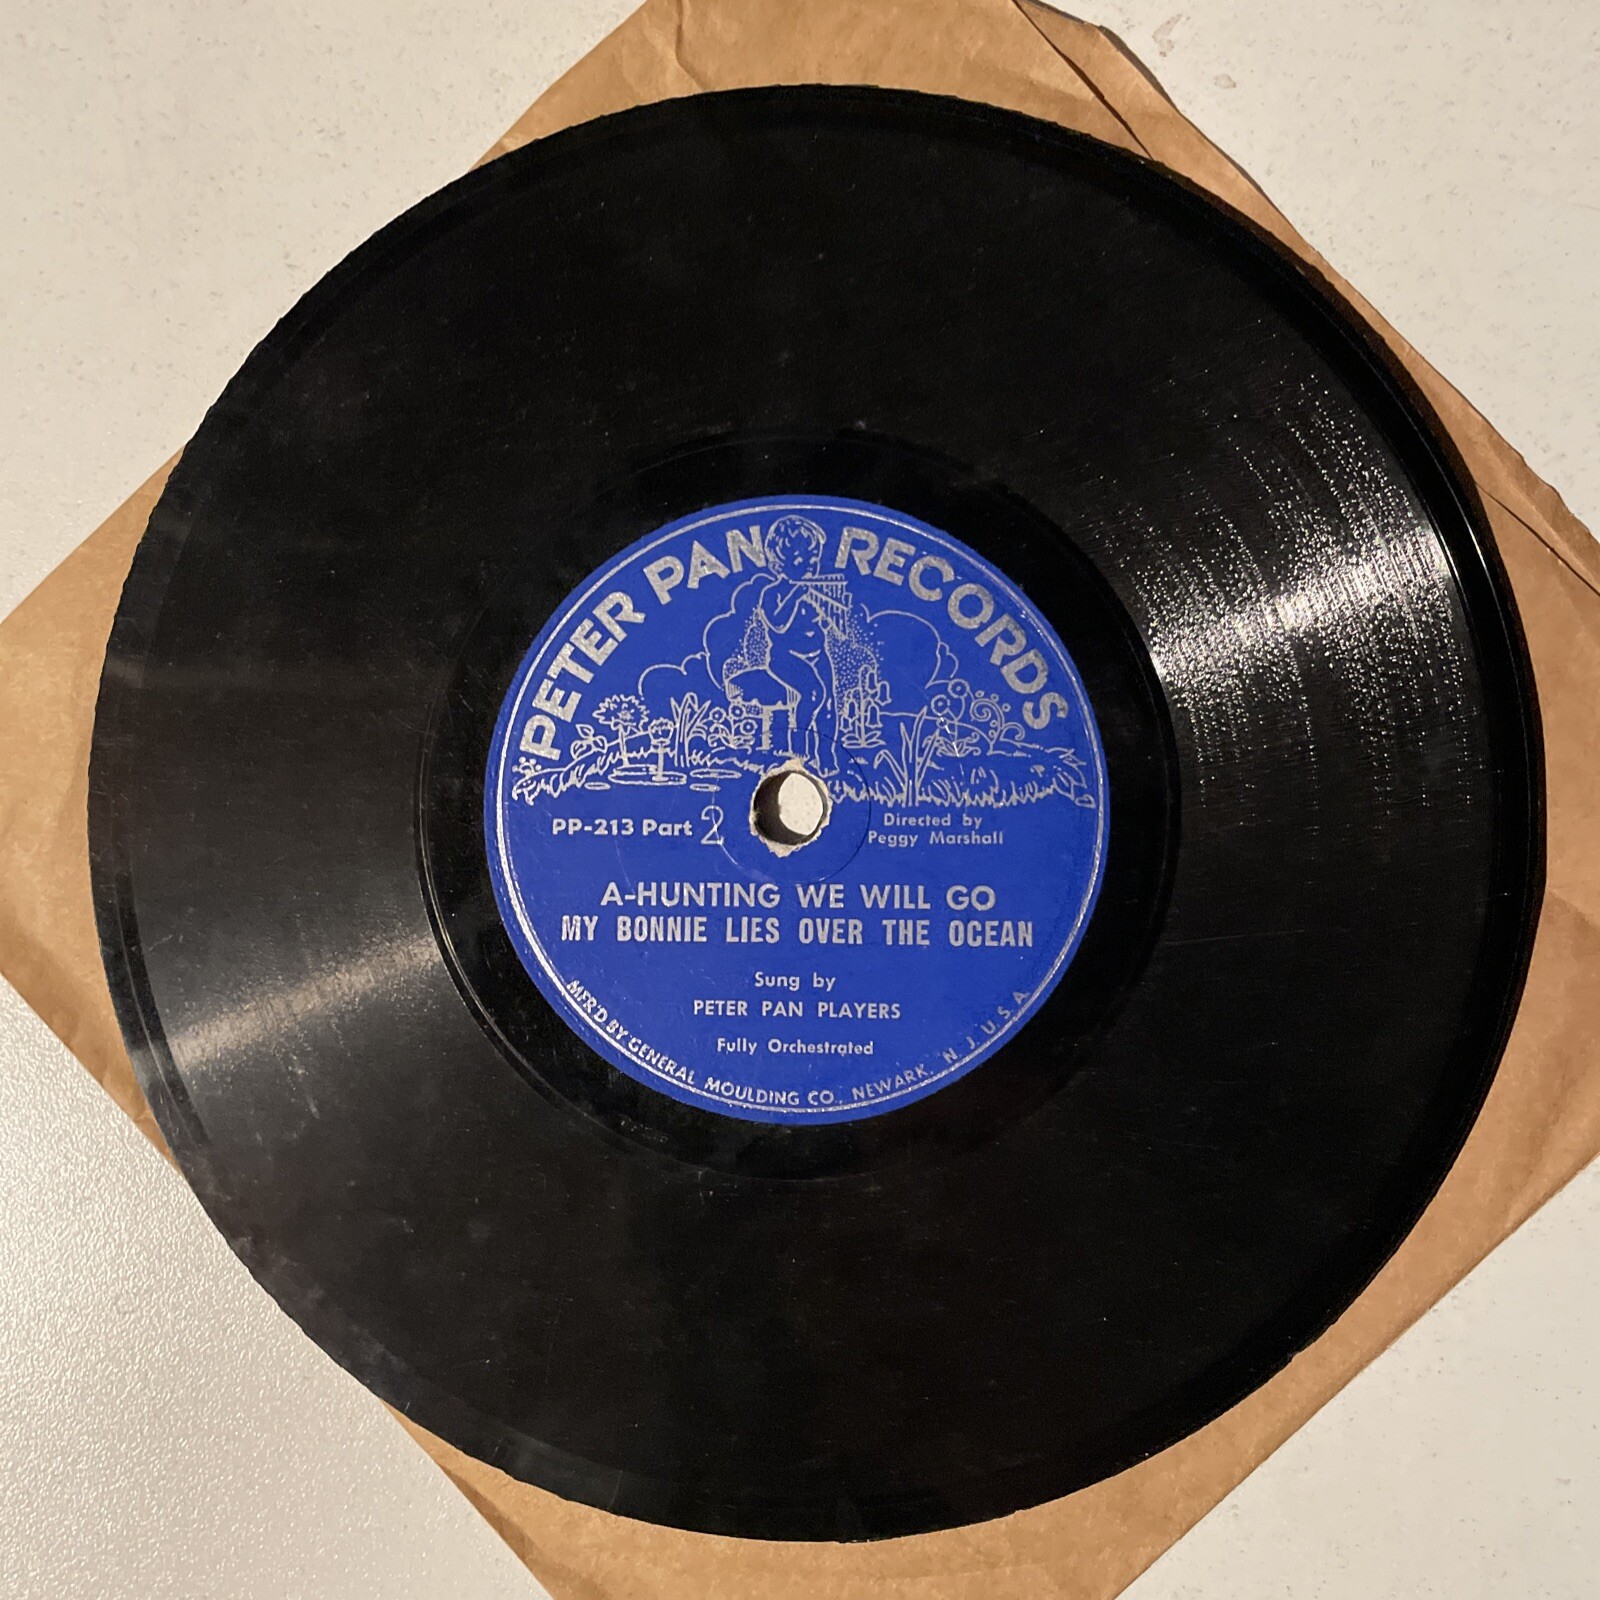 PETER PAN RECORDS
PP-213 Part 2
Directed by
Peggy Marshall
A-HUNTING WE WILL GO
MY BONNIE LIES OVER THE OCEAN
Sung by
PETER PAN PLAYERS
Fully Orchestrated
MFR'D BY GENERAL MOULDING CO., NEWARK, N. J. U. S. A.